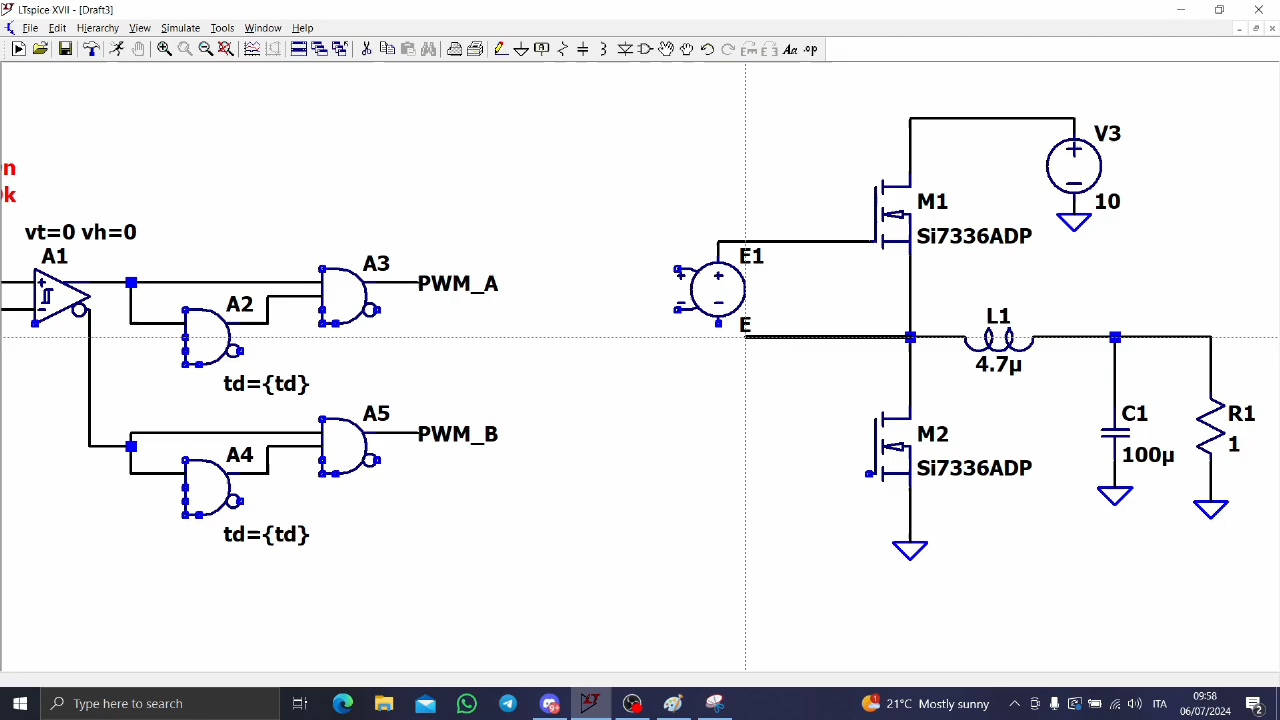 LTspice XVII - [Draft3]
File Edit Hierarchy View Simulate Tools Window Help
Aa .op
V3
10
M1
Si7336ADP
vt=0 vh=0
A1
A2
A3
PWM_A
td={td}
E1
E
L1
4.7µ
A4
A5
PWM_B
td={td}
M2
Si7336ADP
C1
100µ
R1
1
Type here to search
21°C Mostly sunny
ITA
09:58
06/07/2024
2